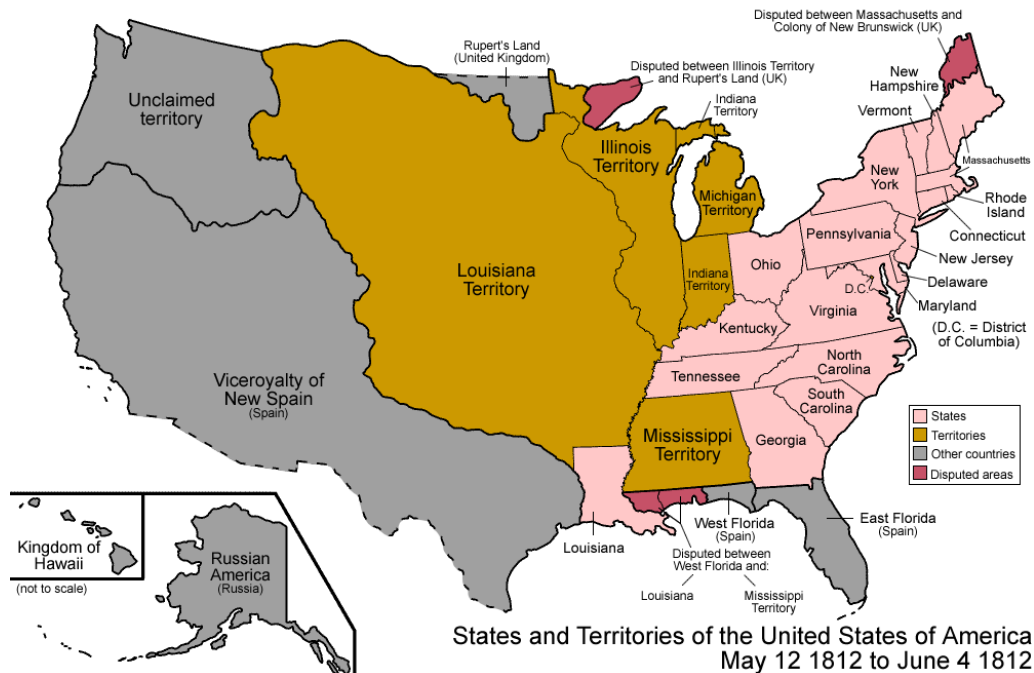 Disputed between Massachusetts and
Colony of New Brunswick (UK)
Rupert's Land
(United Kingdom)
Disputed between Illinois Territory
and Rupert's Land (UK)
New
Hampshire
Vermont
Unclaimed
territory
Indiana
Territory
Illinois
Territory
Massachusetts
New
York
Michigan
Territory
Rhode
Island
Connecticut
Pennsylvania
New Jersey
Ohio
Louisiana
Territory
Indiana
Territory
D.C.
Delaware
Maryland
Virginia
(D.C. = District
of Columbia)
Kentucky
North
Carolina
Tennessee
Viceroyalty of
New Spain
(Spain)
South
Carolina
Mississippi
Territory
Georgia
States
Territories
Other countries
Disputed areas
West Florida
(Spain)
East Florida
(Spain)
Louisiana
Disputed between
West Florida and:
Louisiana
Mississippi
Territory
Kingdom of
Hawaii
(not to scale)
Russian
America
(Russia)
States and Territories of the United States of America
May 12 1812 to June 4 1812